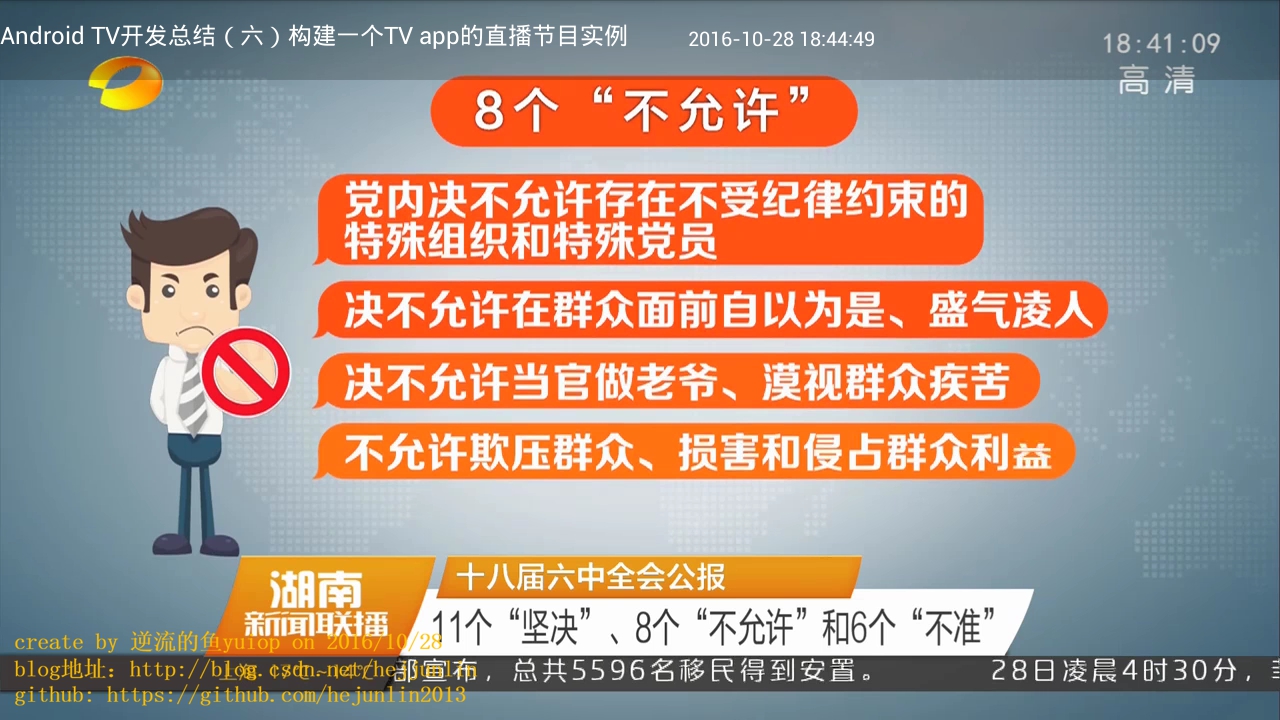 Android TV开发总结（六）构建一个TV app的直播节目实例
2016-10-28 18:44:49
18:41:09
高清
8个“不允许”
党内决不允许存在不受纪律约束的
特殊组织和特殊党员
决不允许在群众面前自以为是、盛气凌人
决不允许当官做老爷、漠视群众疾苦
不允许欺压群众、损害和侵占群众利益
湖南
新闻联播
十八届六中全会公报
11个“坚决”、8个“不允许”和6个“不准”
create by 逆流的鱼yuiop on 2016/10/28
blog地址: http://blog.csdn.net/hejjunlin
部宣布，总共5596名移民得到安置。 28日凌晨4时30分，
github: https://github.com/hejunlin2013